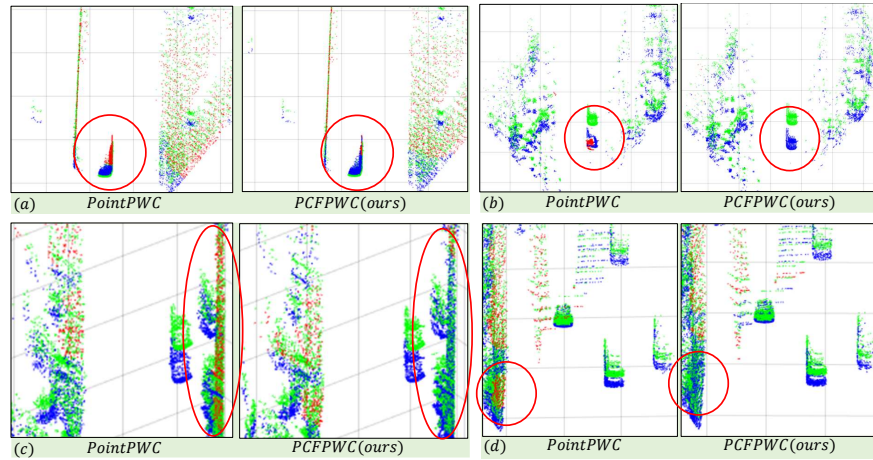 (a) PointPWC PCFPWC(ours)
(b) PointPWC PCFPWC(ours)
(c) PointPWC PCFPWC(ours)
(d) PointPWC PCFPWC(ours)